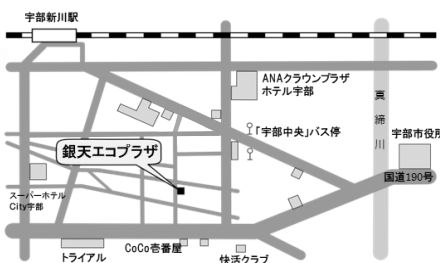 宇部新川駅
ANAクラウンプラザ
ホテル宇部
真締川
「宇部中央」バス停
宇部市役所
銀天エコプラザ
国道190号
スーパーホテル
City宇部
トライアル
CoCo壱番屋
快活クラブ